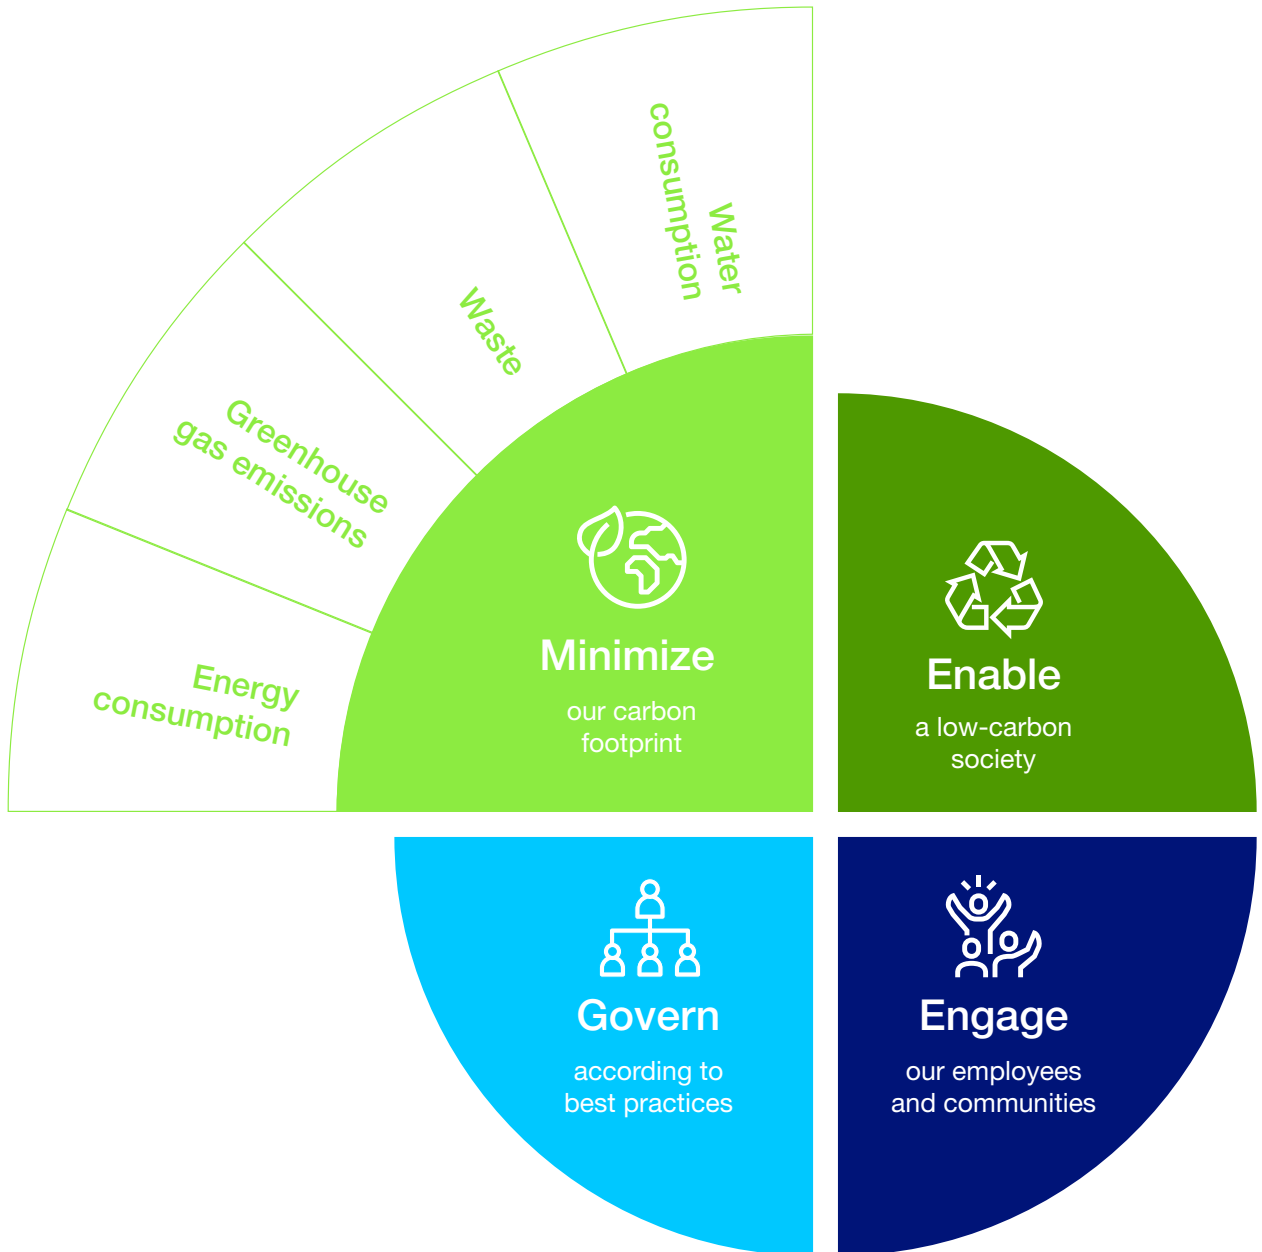 Water
consumption
Waste
Greenhouse
gas emissions
Energy
consumption
Minimize
our carbon
footprint
Enable
a low-carbon
society
Govern
according to
best practices
Engage
our employees
and communities